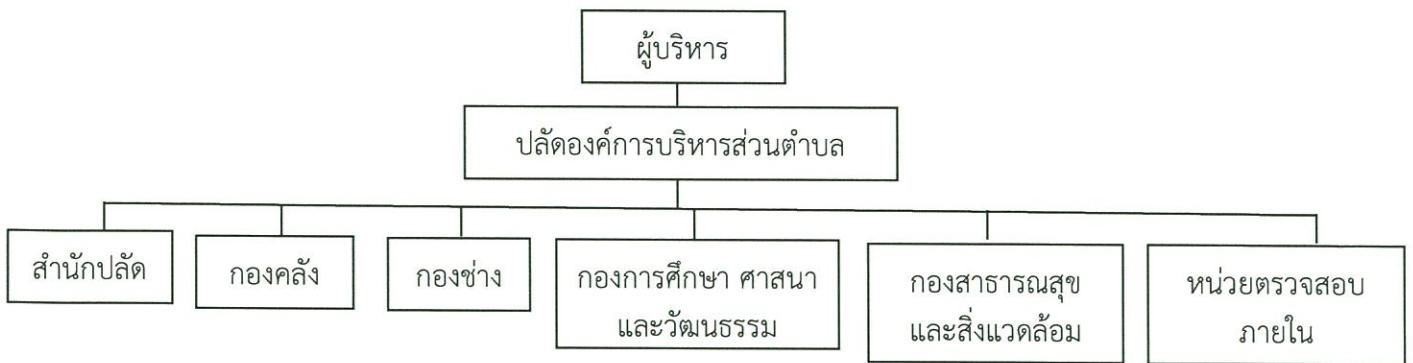 ผู้บริหาร
ปลัดองค์การบริหารส่วนตำบล
สำนักปลัด
กองคลัง
กองช่าง
กองการศึกษา ศาสนา
และวัฒนธรรม
กองสาธารณสุข
และสิ่งแวดล้อม
หน่วยตรวจสอบ
ภายใน